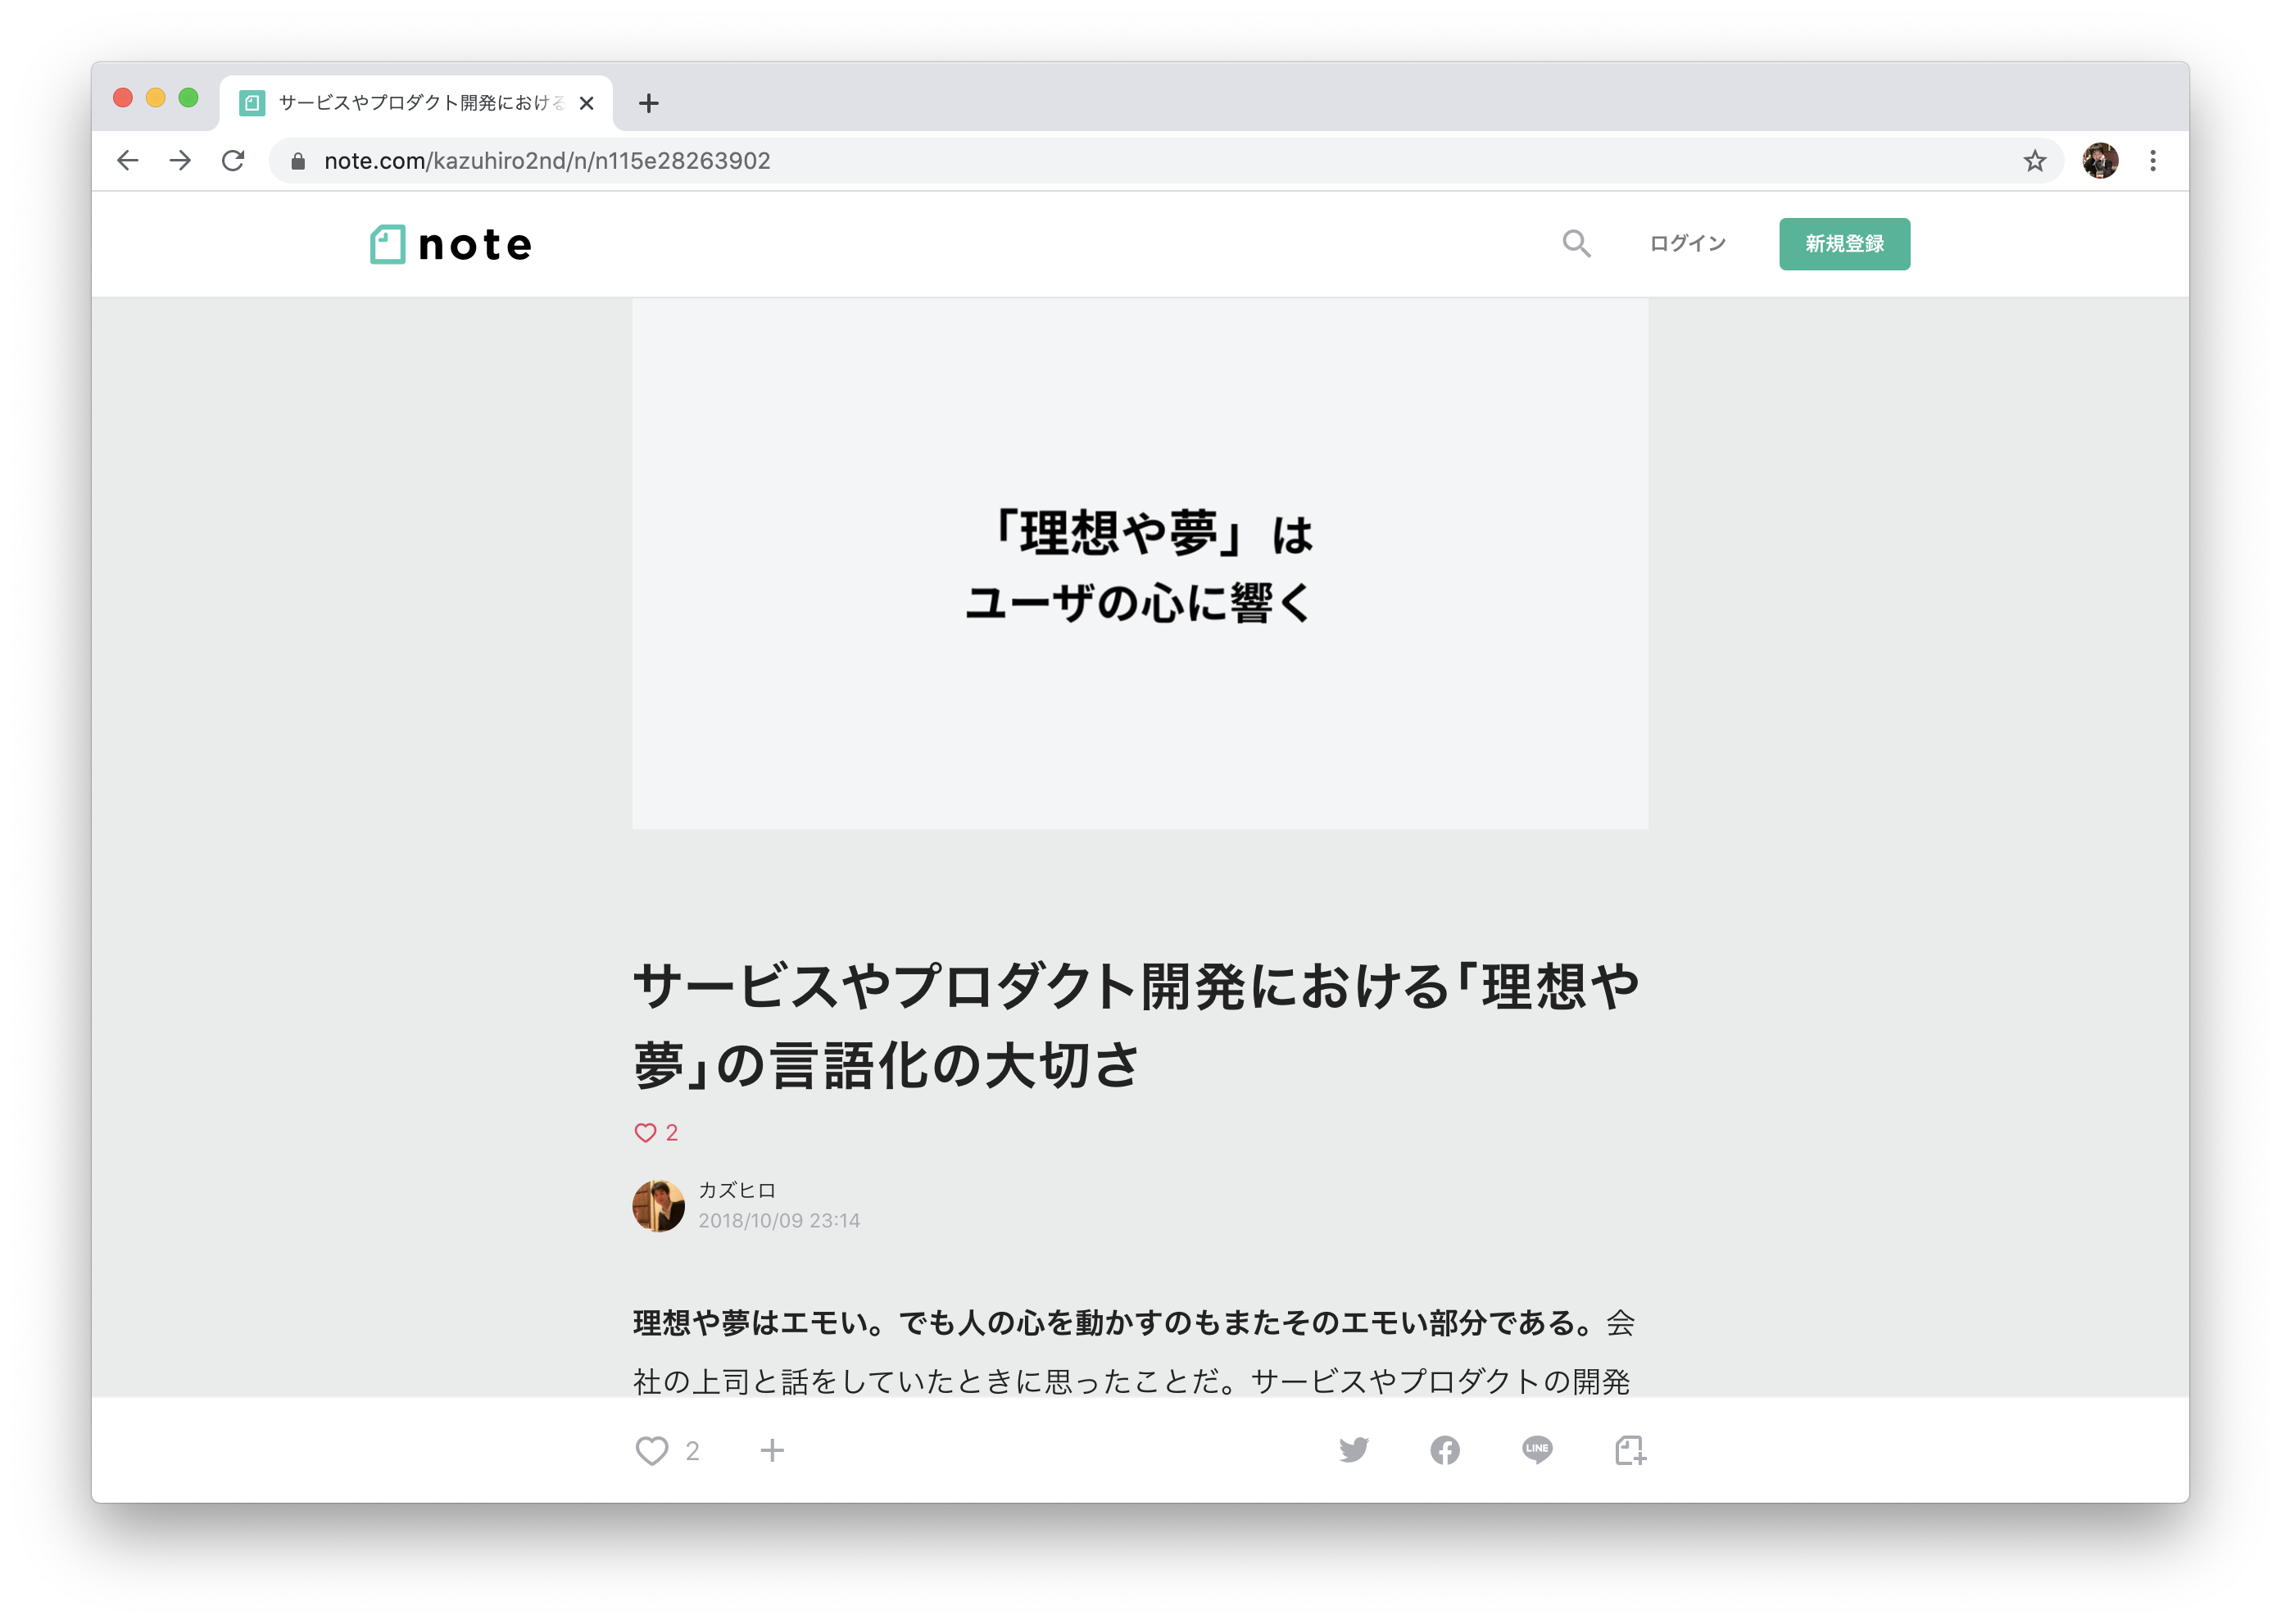 サービスやプロダクト開発における
note.com/kazuhiro2nd/n/n115e28263902
note
ログイン
新規登録
「理想や夢」は
ユーザの心に響く
サービスやプロダクト開発における「理想や
夢」の言語化の大切さ
2
カズヒロ
2018/10/09 23:14
理想や夢はエモい。でも人の心を動かすのもまたそのエモい部分である。会
社の上司と話をしていたときに思ったことだ。サービスやプロダクトの開発
2
LINE